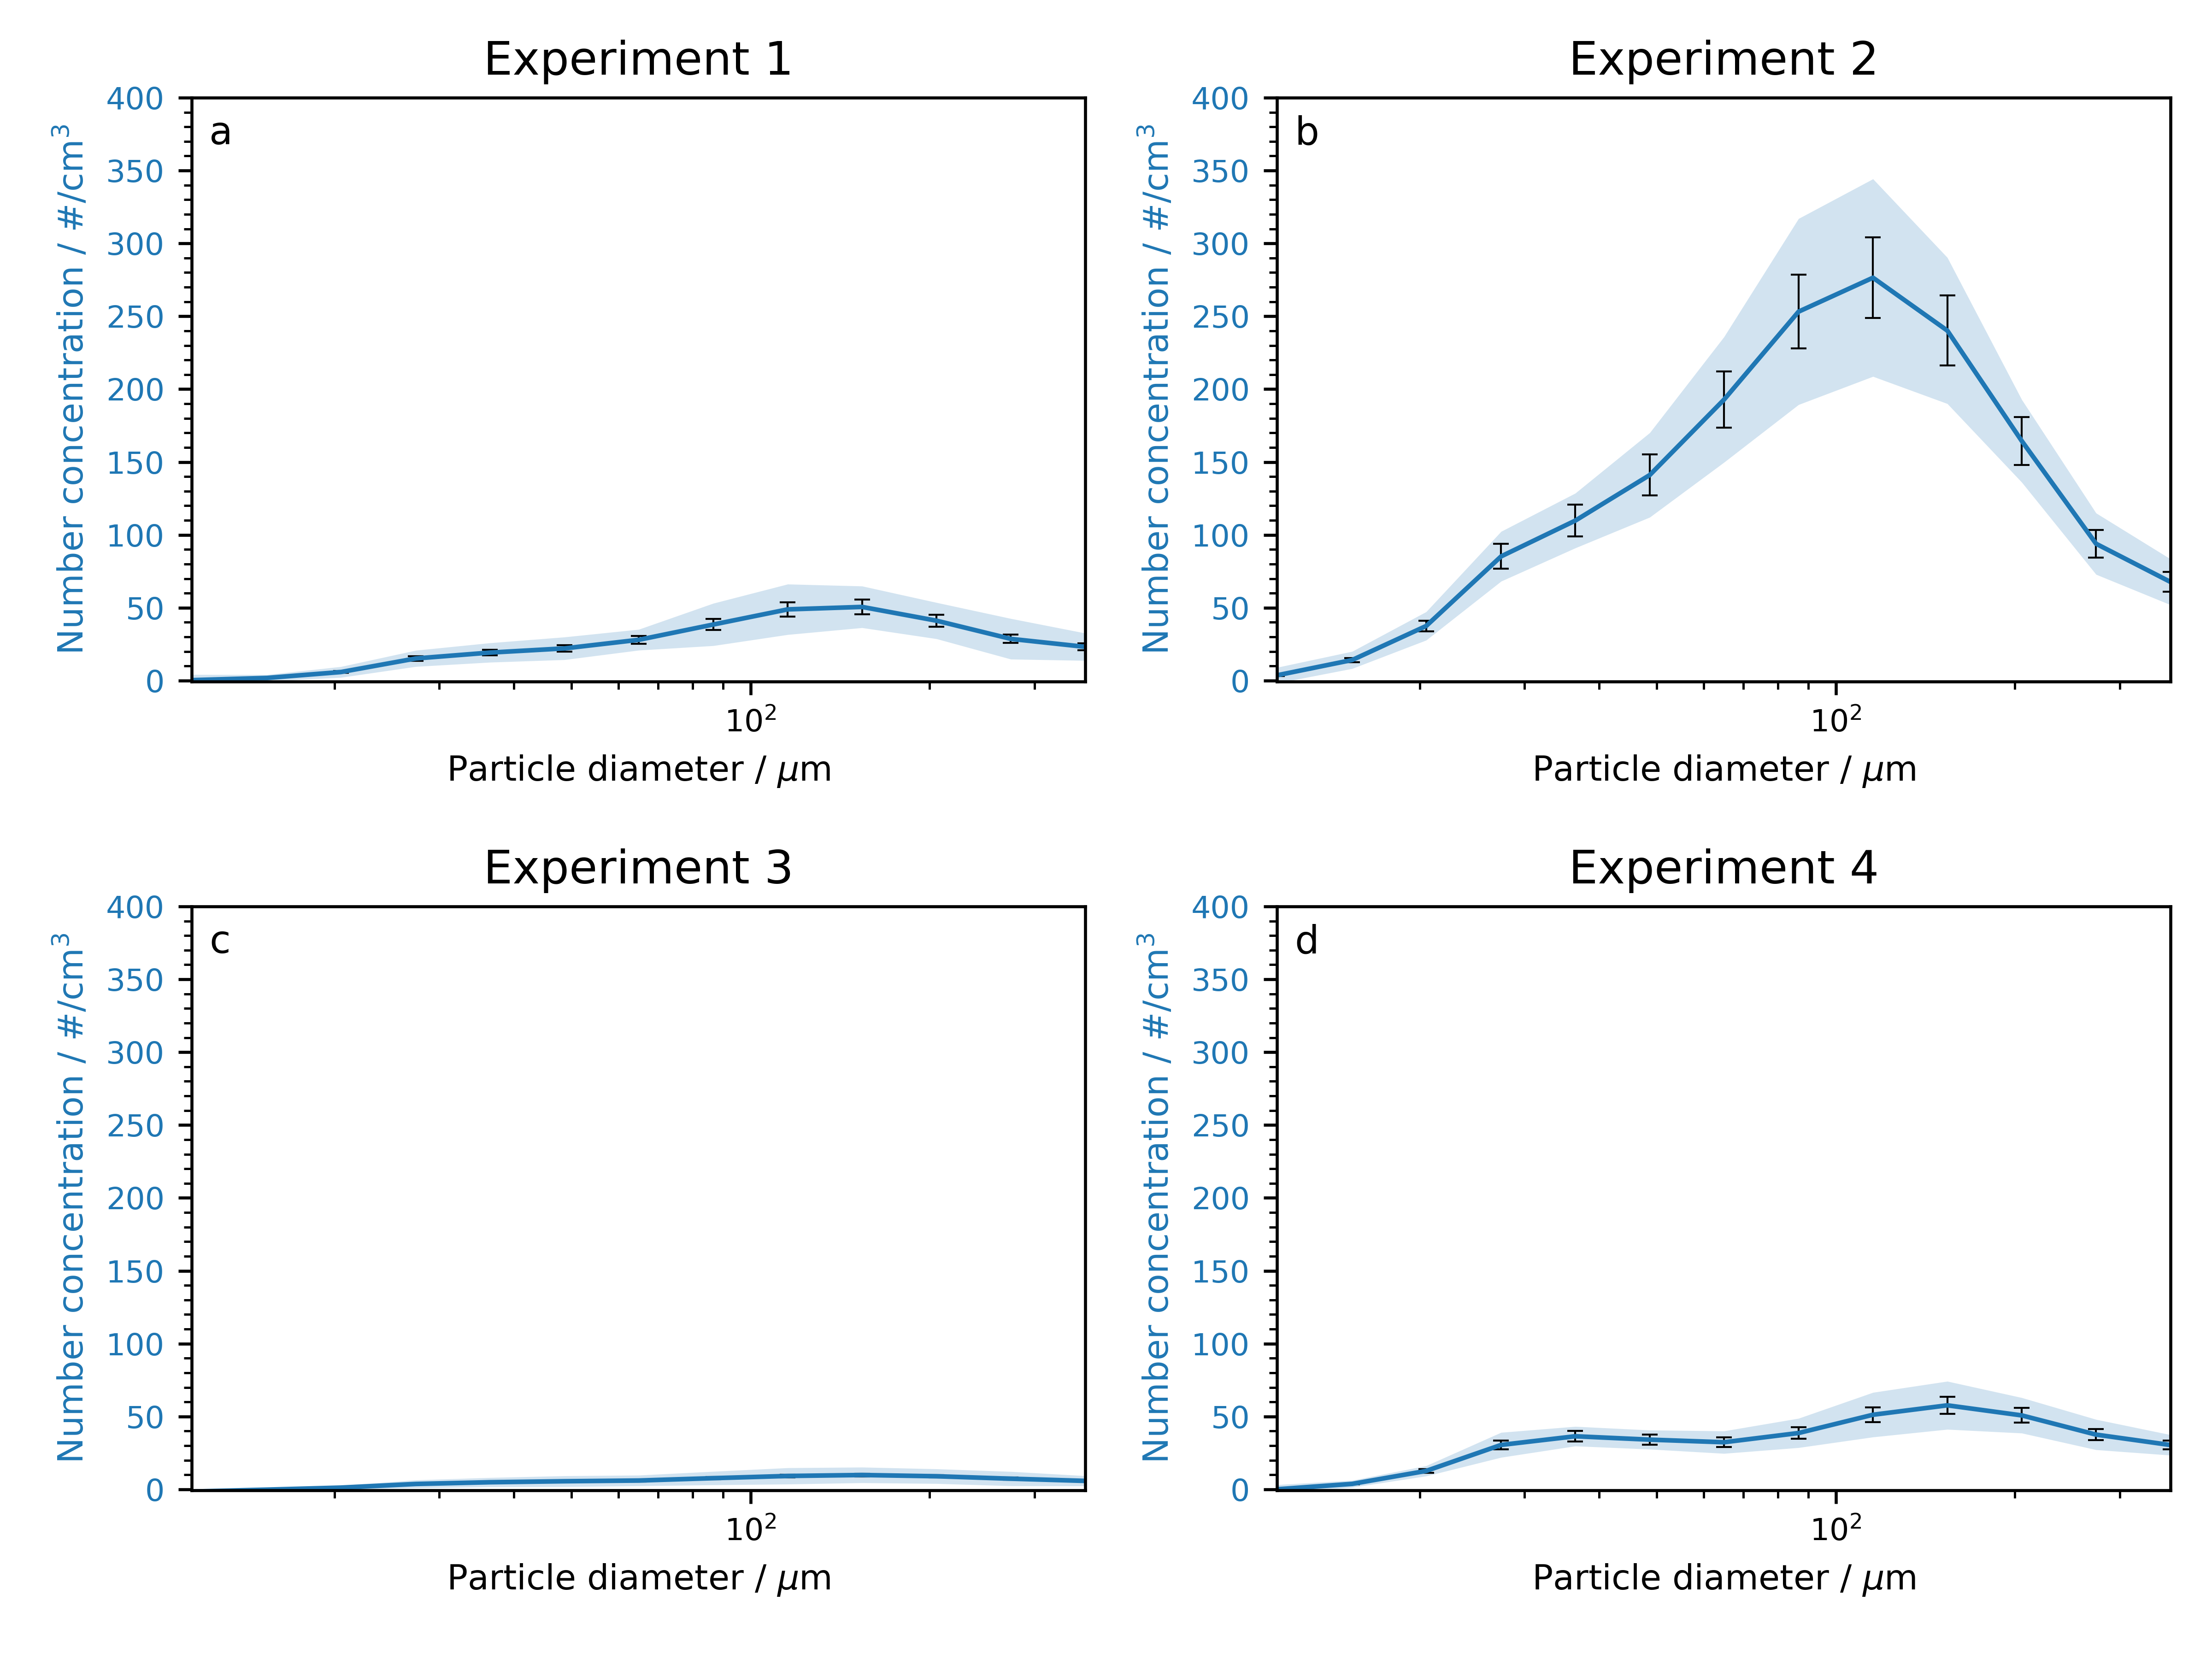 Experiment 1
a
400
350
300
250
200
150
100
50
0
Number concentration / #/cm³
10²
Particle diameter / μm
Experiment 2
b
400
350
300
250
200
150
100
50
0
Number concentration / #/cm³
10²
Particle diameter / μm
Experiment 3
c
400
350
300
250
200
150
100
50
0
Number concentration / #/cm³
10²
Particle diameter / μm
Experiment 4
d
400
350
300
250
200
150
100
50
0
Number concentration / #/cm³
10²
Particle diameter / μm